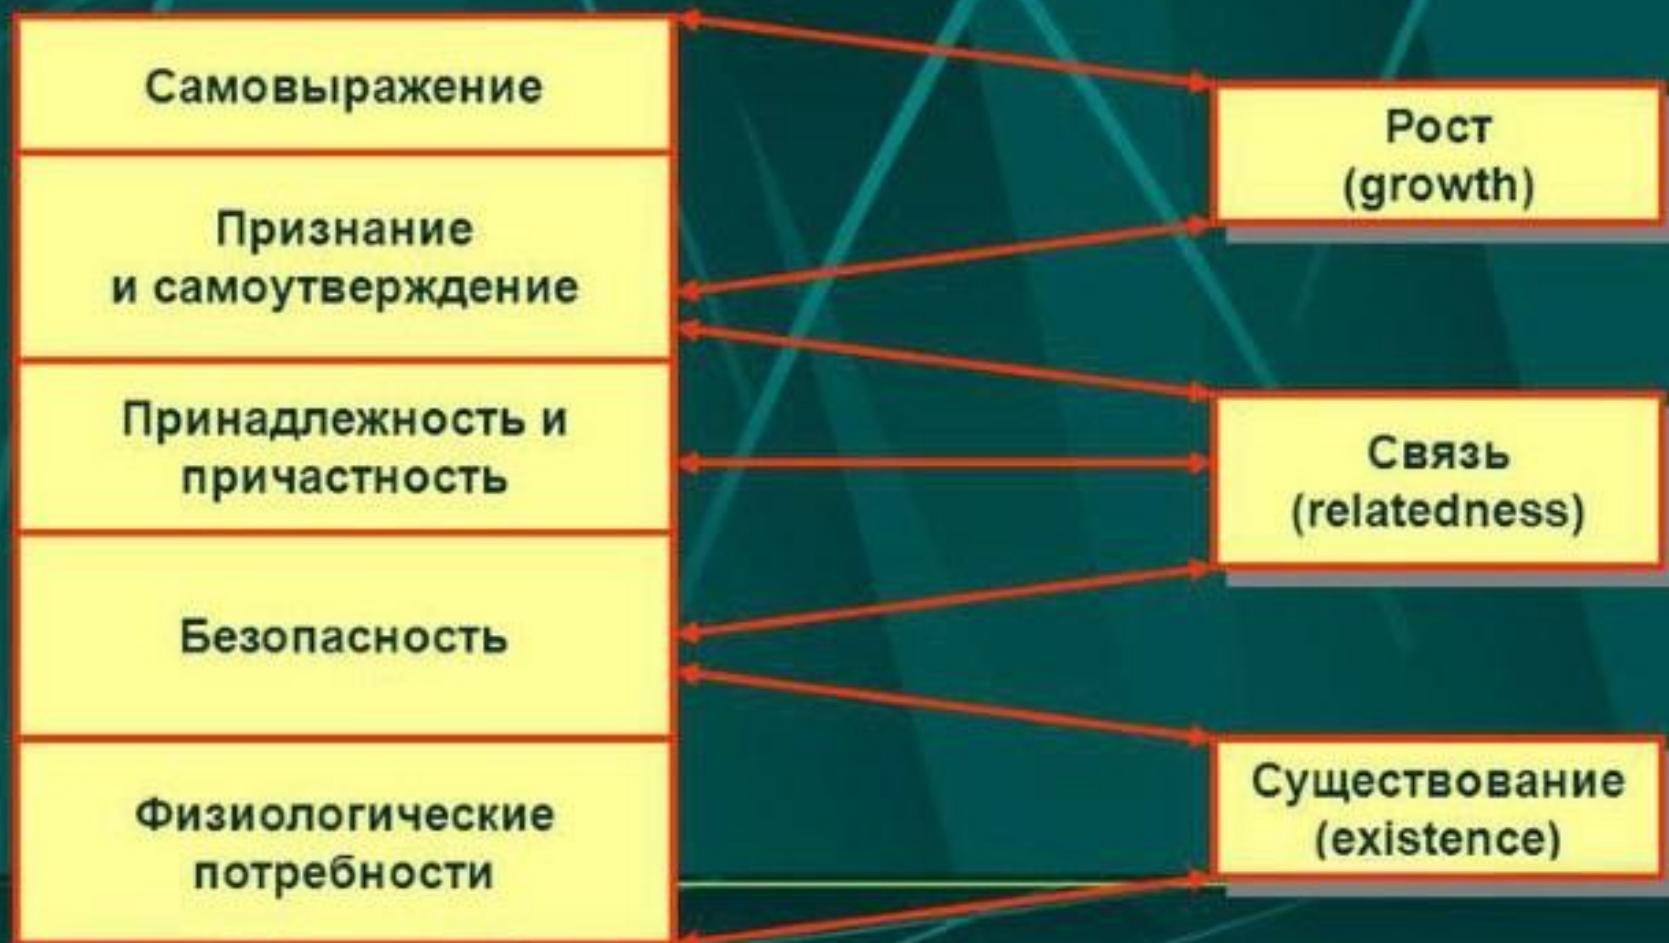 Самовыражение
Признание
и самоутверждение
Принадлежность и
причастность
Безопасность
Физиологические
потребности
Рост
(growth)
Связь
(relatedness)
Существование
(existence)